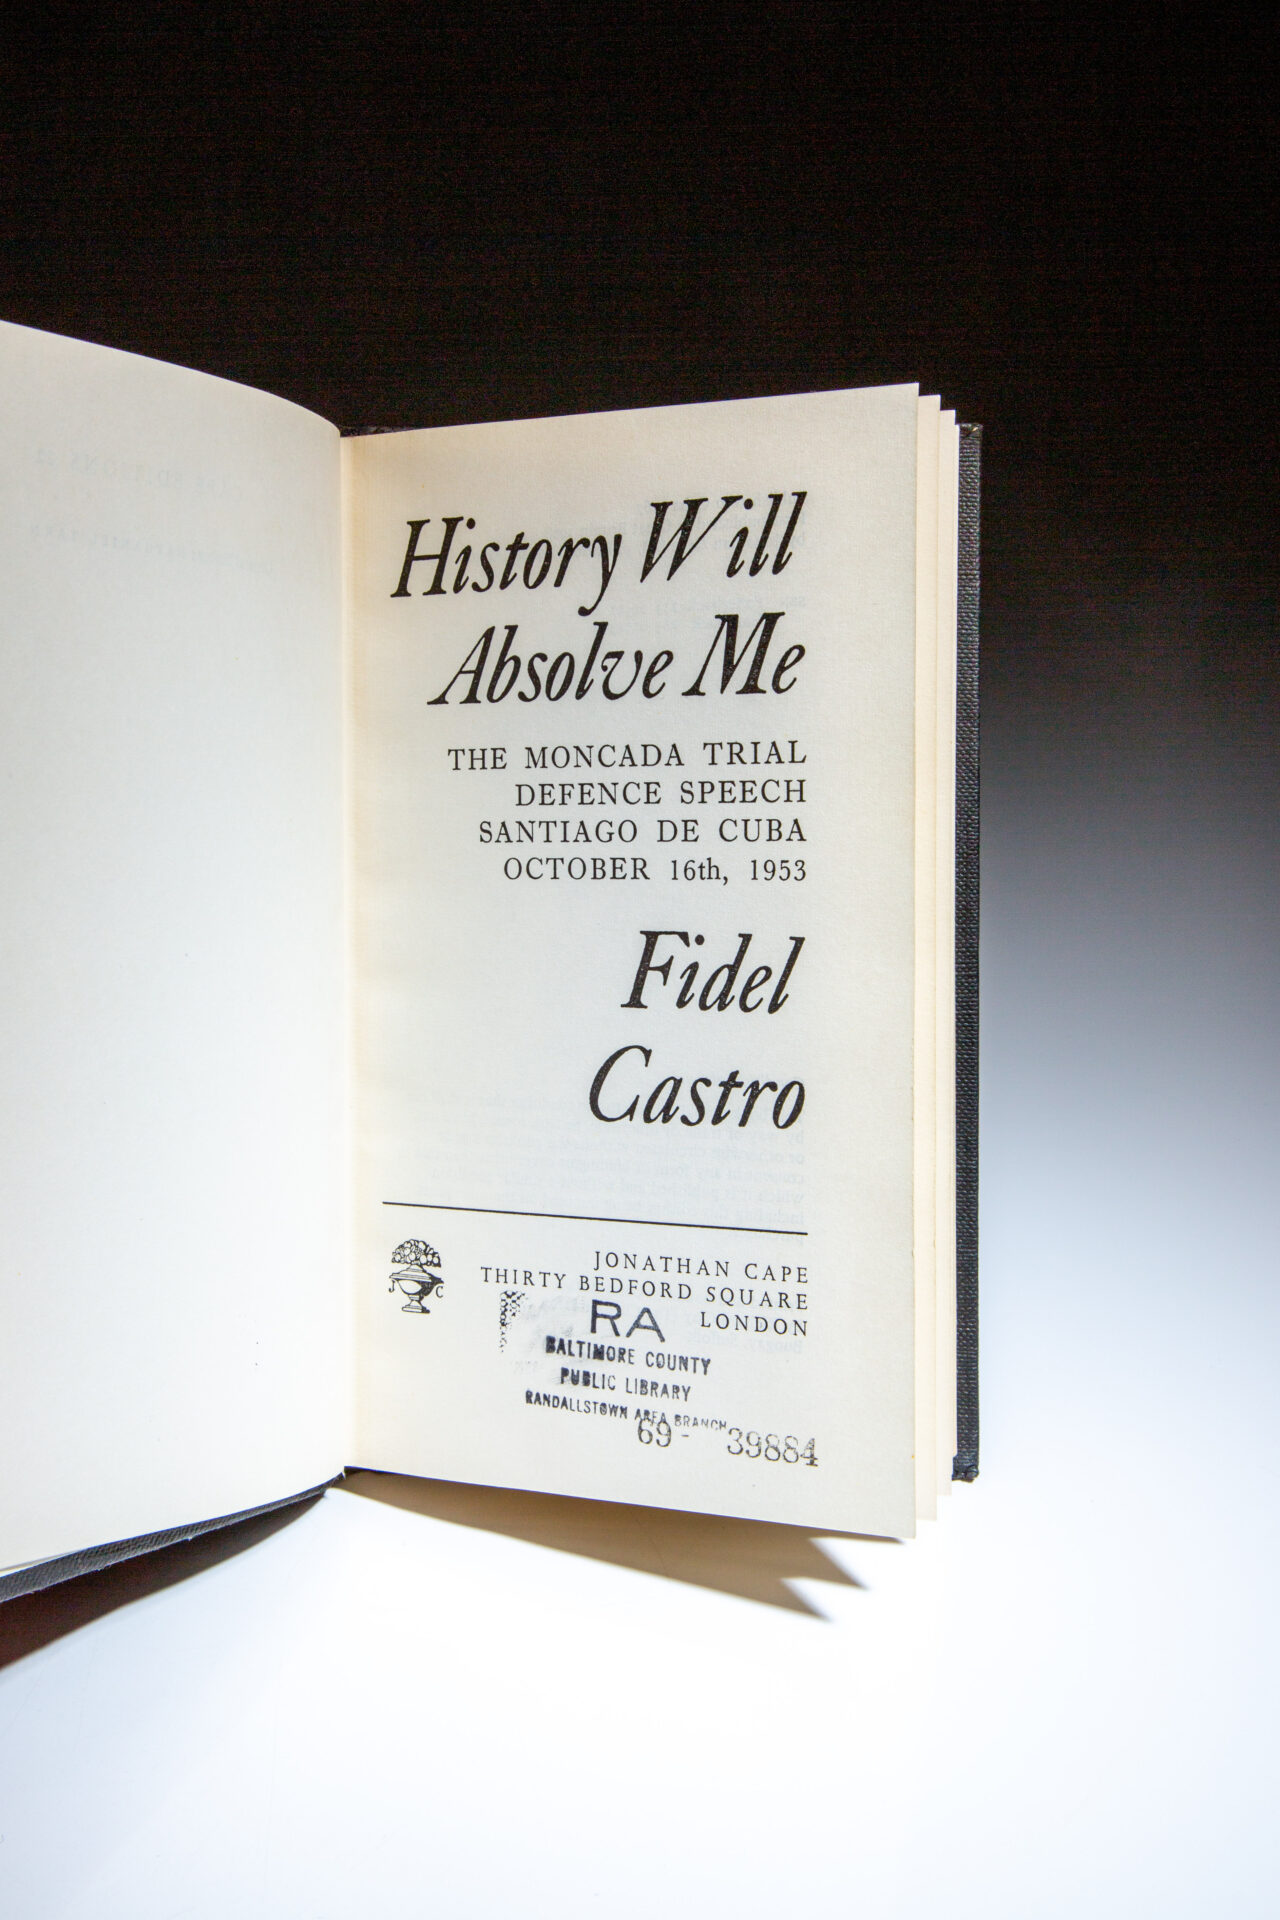 History Will
Absolve Me
THE MONCADA TRIAL
DEFENCE SPEECH
SANTIAGO DE CUBA
OCTOBER 16th, 1953
Fidel
Castro
J C
JONATHAN CAPE
THIRTY BEDFORD SQUARE
LONDON
RA
BALTIMORE COUNTY
PUBLIC LIBRARY
RANDALLSTOWN AREA BRANCH
69- 39884